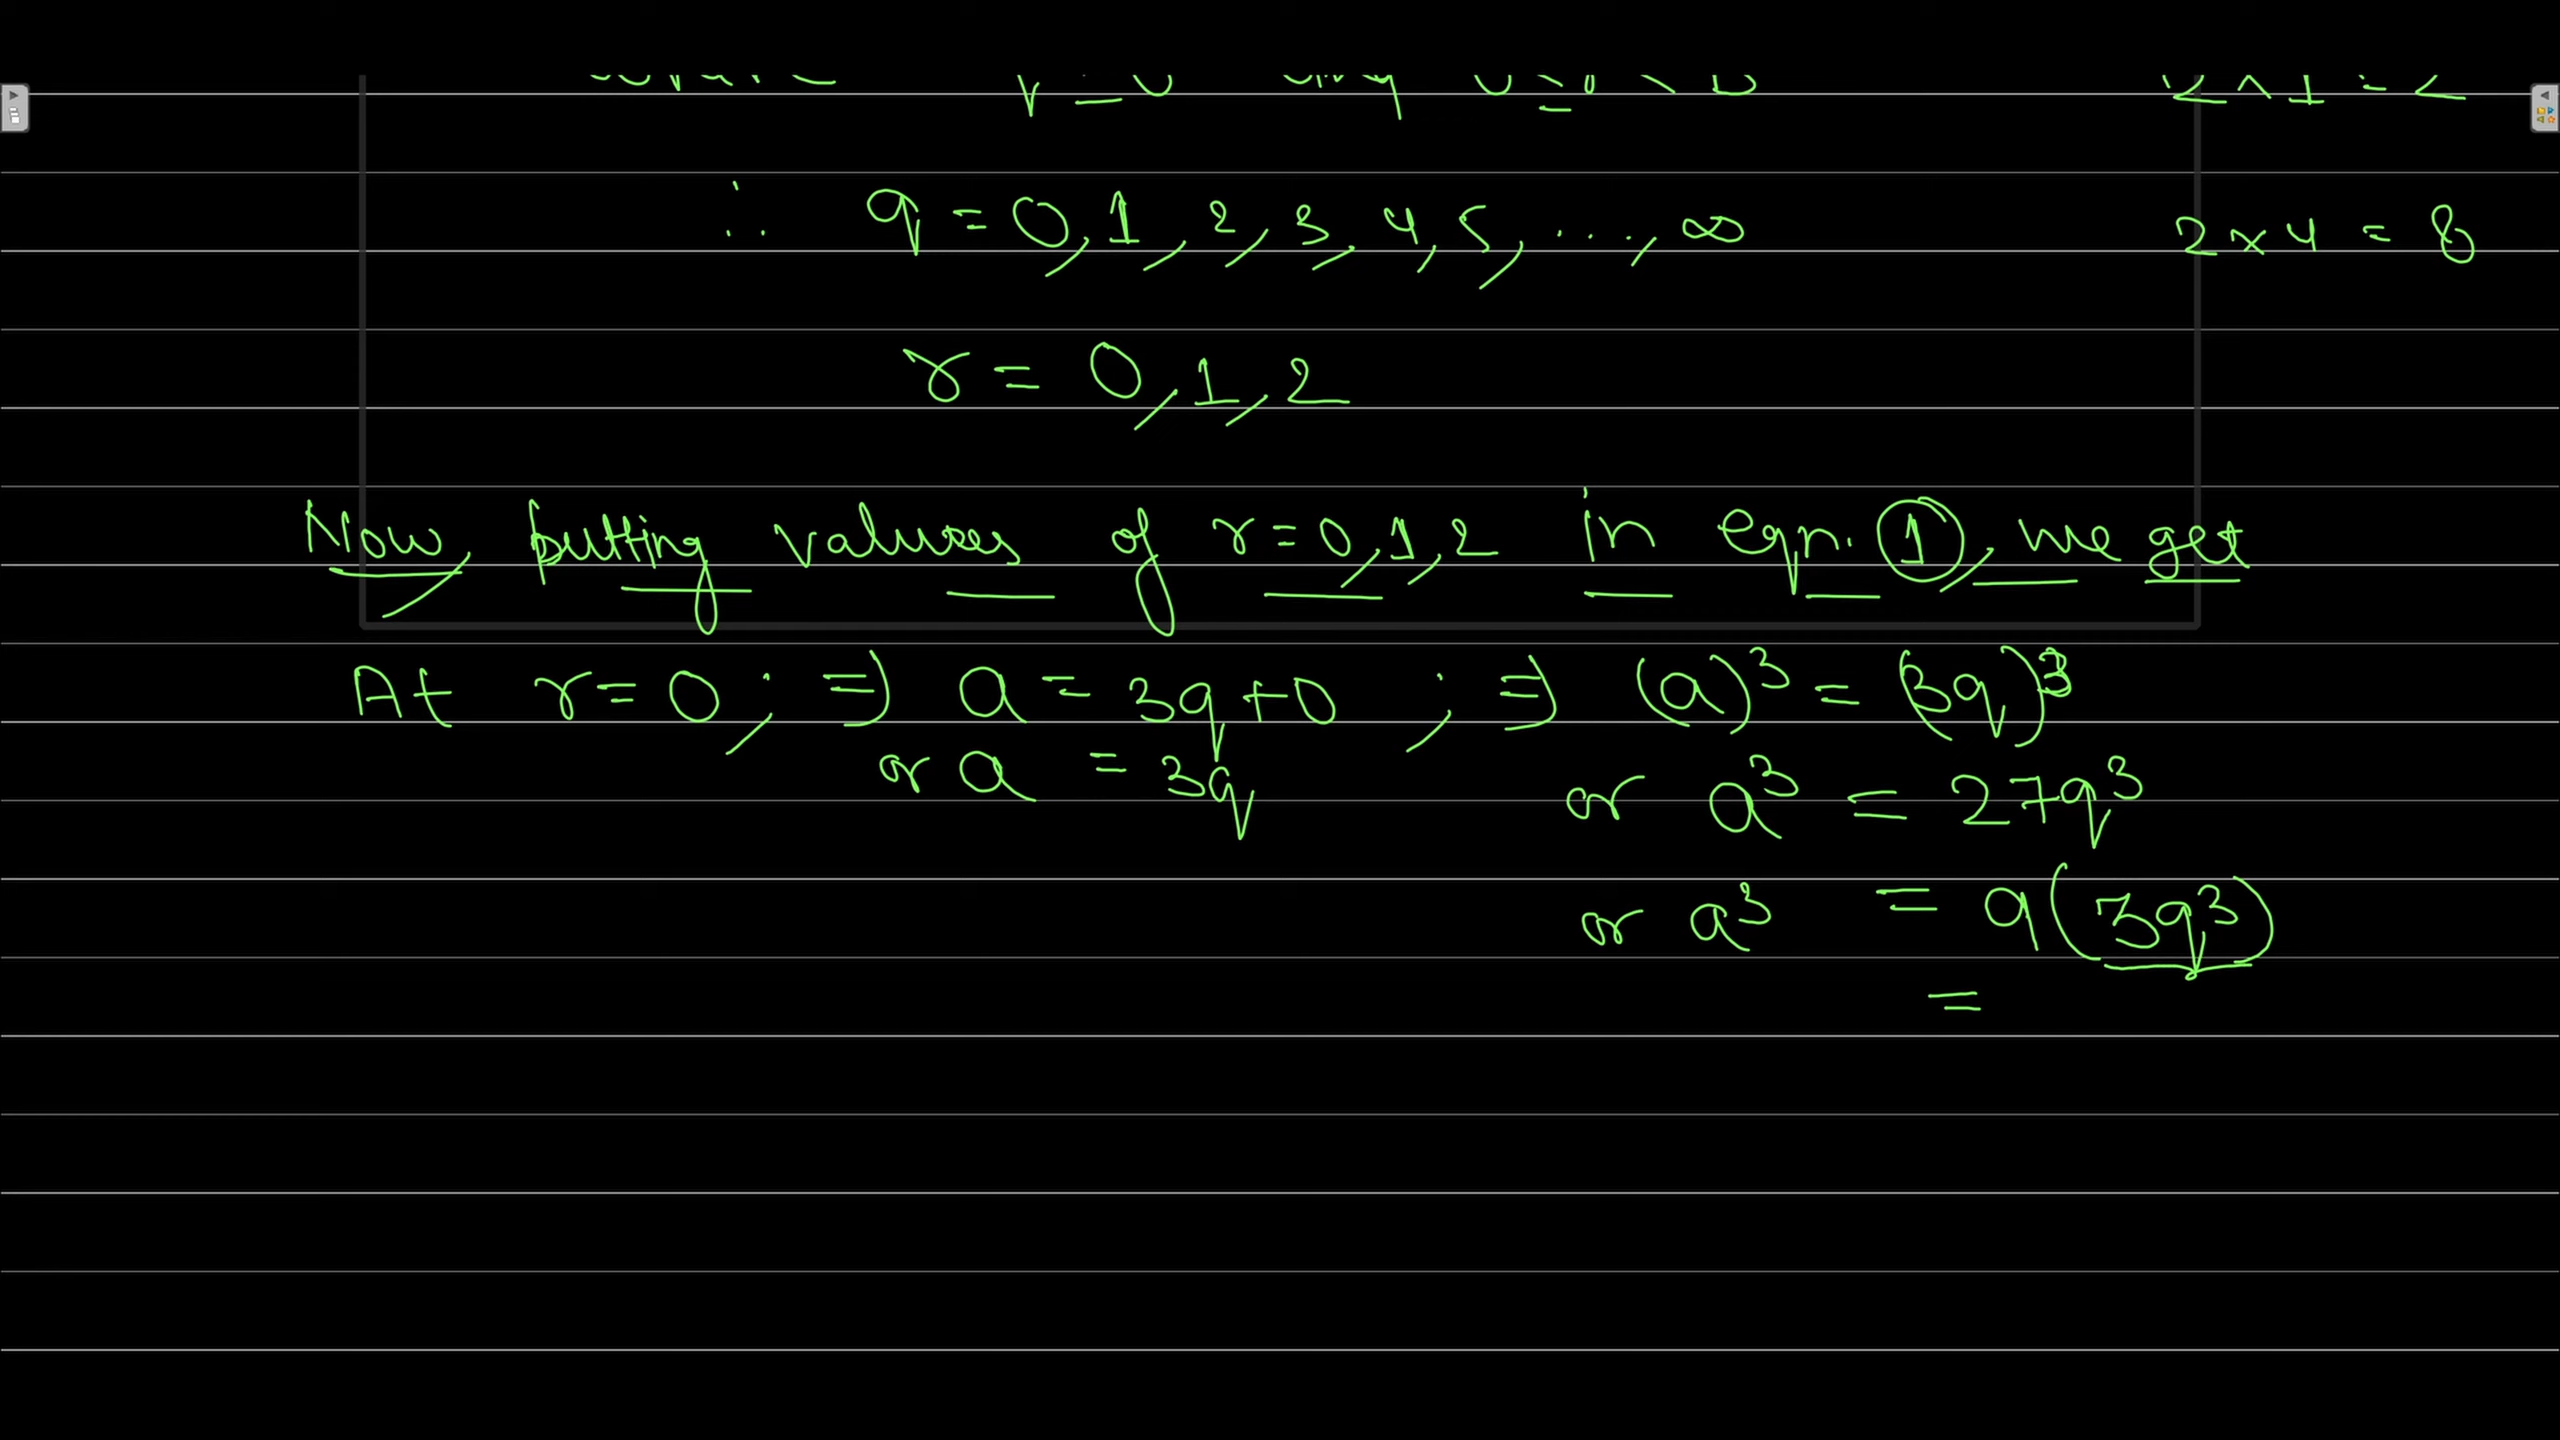 ∴ q = 0, 1, 2, 3, 4, 5, ..., ∞
2 × 4 = 8
r = 0, 1, 2
Now, putting values of r = 0, 1, 2 in eqn. ①, we get
At r = 0; ⇒ a = 3q + 0 ; ⇒ (a)³ = (3q)³
or a = 3q
or a³ = 27q³
or a³ = 9(3q³)
=